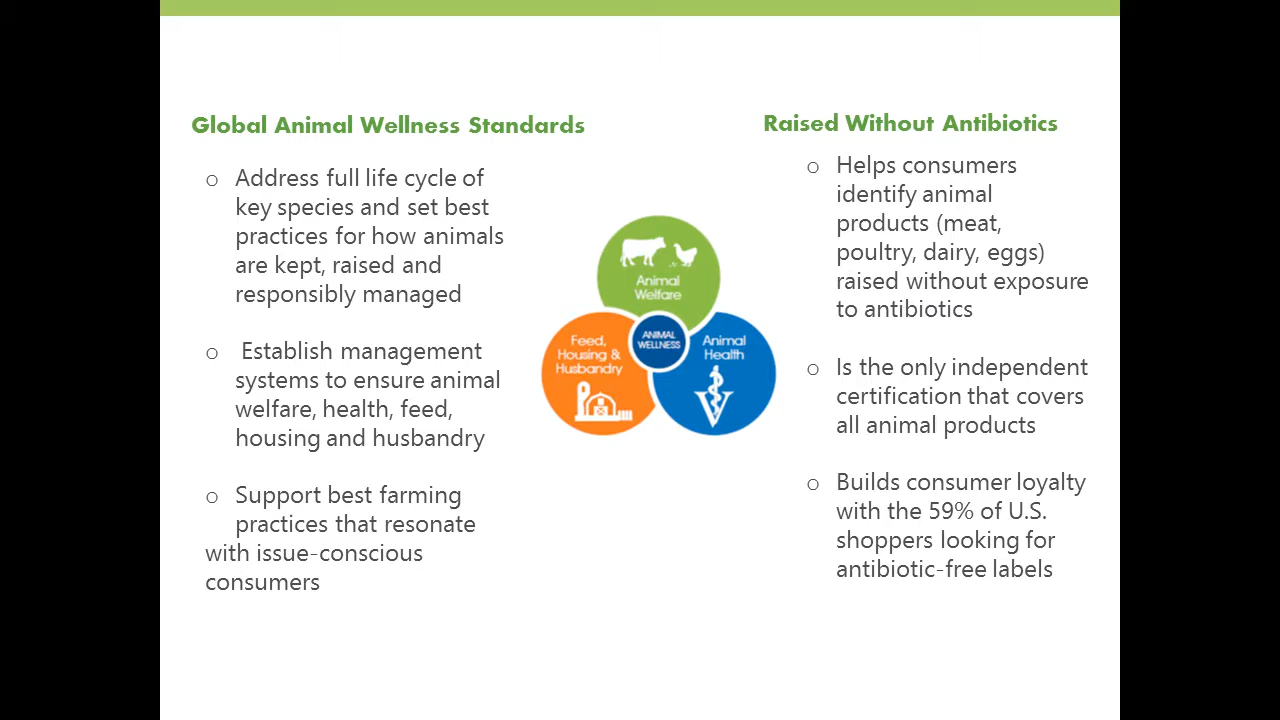 Global Animal Wellness Standards
o Address full life cycle of
key species and set best
practices for how animals
are kept, raised and
responsibly managed
o Establish management
systems to ensure animal
welfare, health, feed,
housing and husbandry
o Support best farming
practices that resonate
with issue-conscious
consumers
Animal
Welfare
Feed,
Housing &
Husbandry
ANIMAL
WELLNESS
Animal
Health
V
Raised Without Antibiotics
o Helps consumers
identify animal
products (meat,
poultry, dairy, eggs)
raised without exposure
to antibiotics
o Is the only independent
certification that covers
all animal products
o Builds consumer loyalty
with the 59% of U.S.
shoppers looking for
antibiotic-free labels